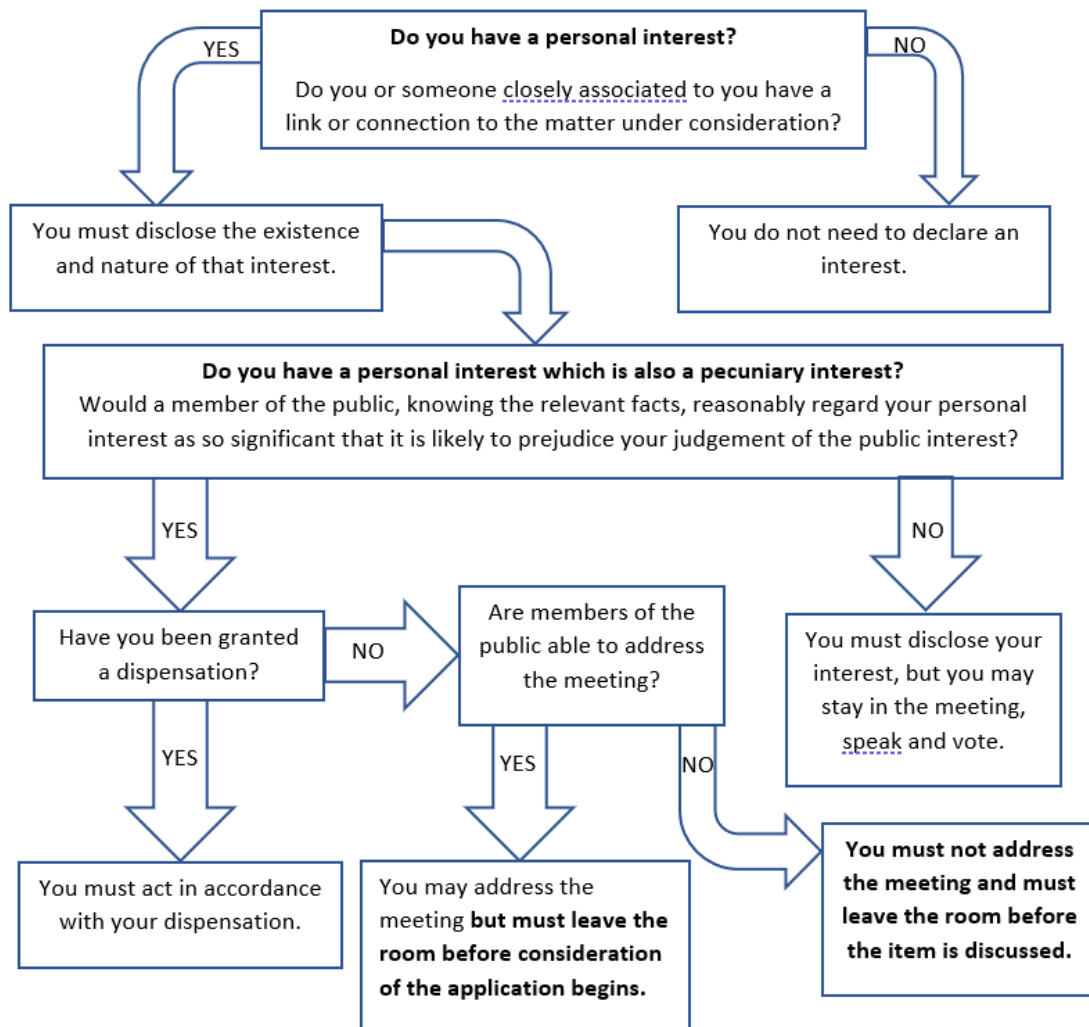 YES
Do you have a personal interest?
NO
Do you or someone closely associated to you have a
link or connection to the matter under consideration?
You must disclose the existence
and nature of that interest.
You do not need to declare an
interest.
Do you have a personal interest which is also a pecuniary interest?
Would a member of the public, knowing the relevant facts, reasonably regard your personal
interest as so significant that it is likely to prejudice your judgement of the public interest?
YES
NO
Have you been granted
a dispensation?
NO
Are members of the
public able to address
the meeting?
You must disclose your
interest, but you may
stay in the meeting,
speak and vote.
YES
YES
NO
You must act in accordance
with your dispensation.
You may address the
meeting but must leave the
room before consideration
of the application begins.
You must not address
the meeting and must
leave the room before
the item is discussed.